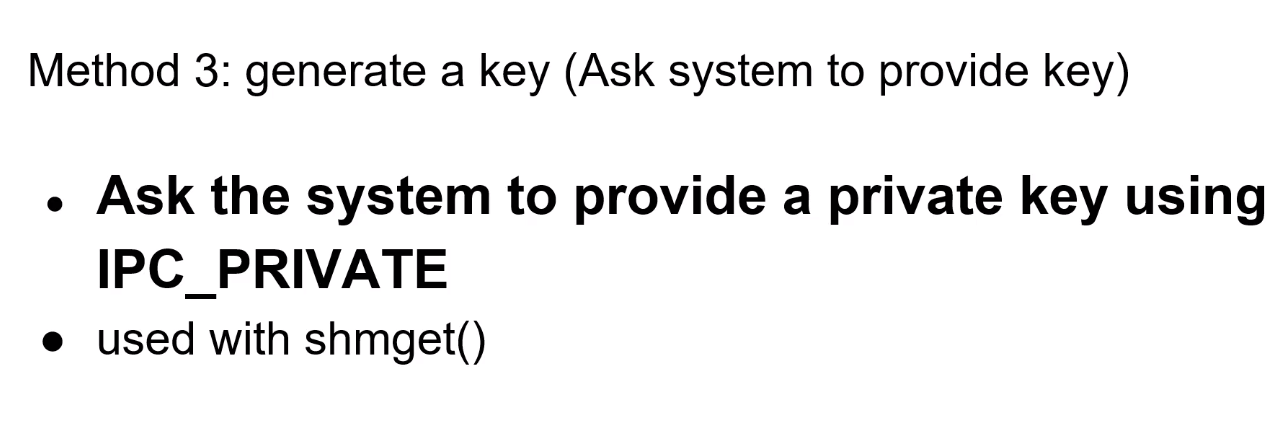 Method 3: generate a key (Ask system to provide key)
• Ask the system to provide a private key using
IPC_PRIVATE
• used with shmget()